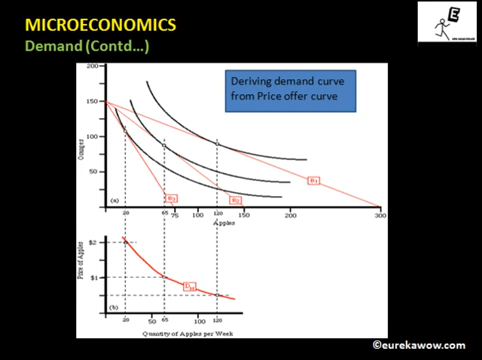 MICROECONOMICS
Demand (Contd...)
E
Deriving demand curve
from Price offer curve
200
150
100
50
Oranges
(a)
B3
B2
B1
20
65
75
120
150
200
300
Apples
Price of Apples
$2
$1
(b)
20
65
120
50
100
150
Quantity of Apples per Week
©eurekawow.com